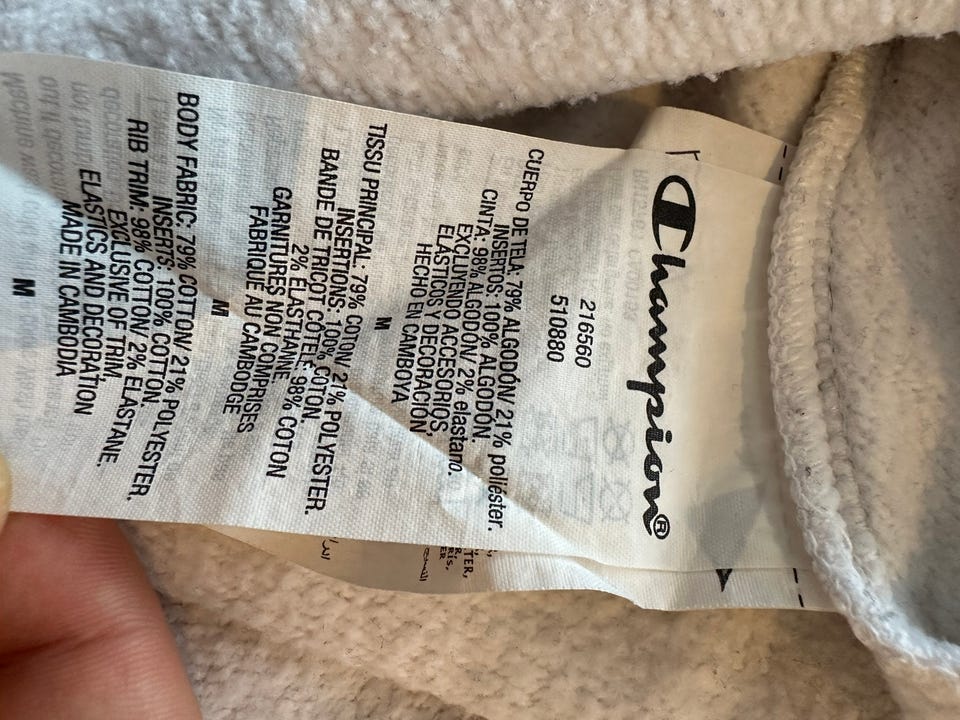 Champion®
216560
510880
CUERPO DE TELA: 79% ALGODÓN/ 21% poliéster.
INSERTOS: 100% ALGODÓN.
CINTA: 98% ALGODÓN/ 2% elastano.
EXCLUYENDO ACCESORIOS,
ELÁSTICOS Y DECORACIÓN,
HECHO EN CAMBOYA
M
TISSU PRINCIPAL: 79% COTON/ 21% POLYESTER.
INSERTIONS: 100% COTON.
BANDE DE TRICOT CÔTELÉ: 98% COTON
2% ÉLASTHANNE.
GARNITURES NON COMPRISES
FABRIQUÉ AU CAMBODGE
M
BODY FABRIC: 79% COTTON/ 21% POLYESTER,
INSERTS: 100% COTTON.
RIB TRIM: 98% COTTON/ 2% ELASTANE.
EXCLUSIVE OF TRIM,
ELASTICS AND DECORATION
MADE IN CAMBODIA
M